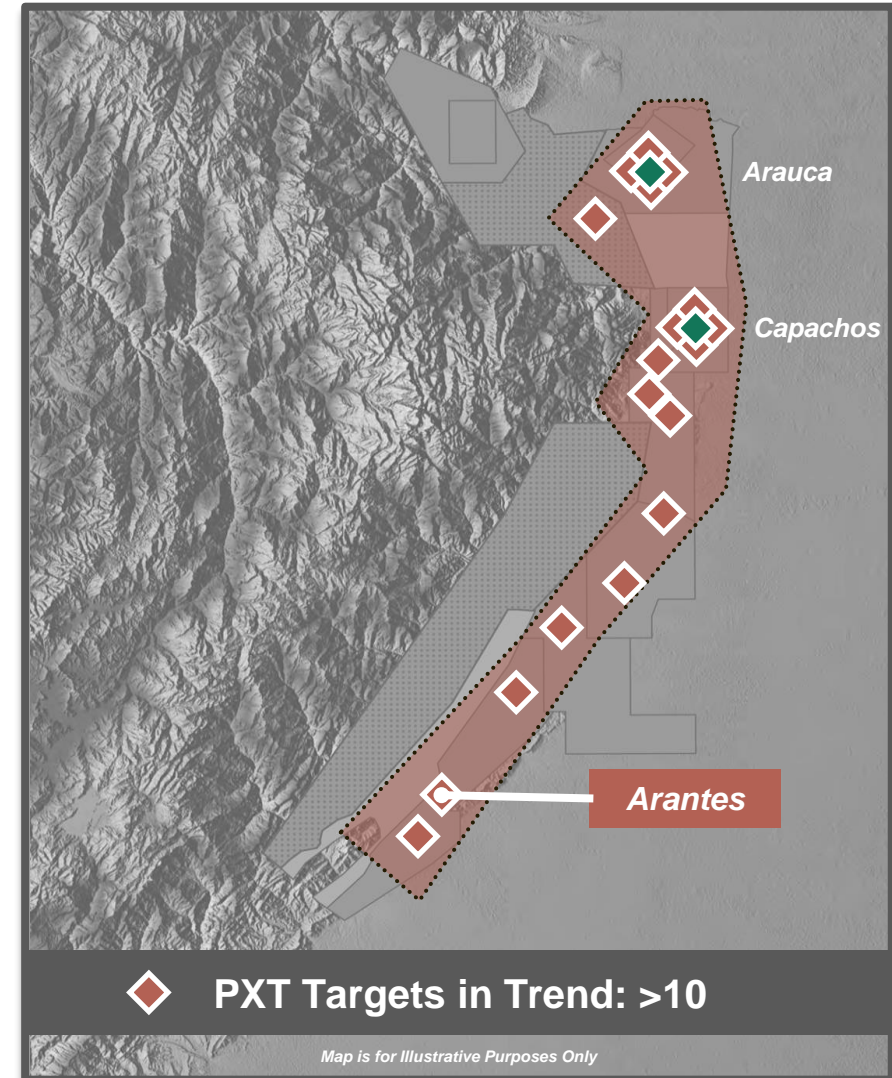 Arauca
Capachos
Arantes
PXT Targets in Trend: >10
Map is for Illustrative Purposes Only